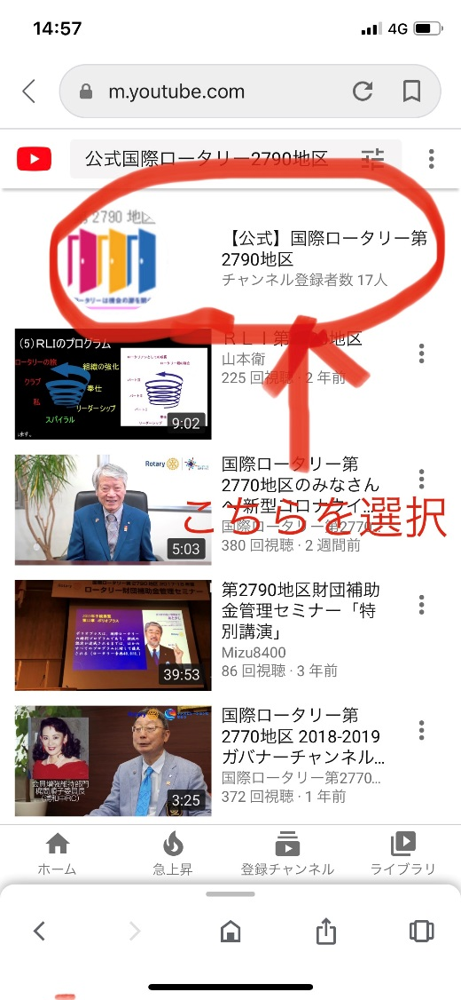 14:57
4G
m.youtube.com
公式国際ロータリー2790地区
2790 地区
ロータリーは機会の扉を開く
【公式】国際ロータリー第
2790地区
チャンネル登録者数 17人
(5)RLIのプログラム
ロータリーの旅
組織の強化
クラブ
奉仕
私
リーダーシップ
スパイラル
います。
9:02
ＲＬＩ第
地区
山本衛
225 回視聴・2 年前
Rotary
5:03
国際ロータリー第
2770地区のみなさん
へ 新型コロナウイ...
国際ロータリー第2770...
380 回視聴・2 週間前
こちらを選択
ロータリー財団補助金管理セミナー
39:53
第2790地区財団補助
金管理セミナー「特
別講演」
Mizu8400
86 回視聴・3 年前
会員増強維持部門
3:25
国際ロータリー第
2770地区 2018-2019
ガバナーチャンネル...
国際ロータリー第2770...
372 回視聴・1 年前
ホーム
急上昇
登録チャンネル
ライブラリ